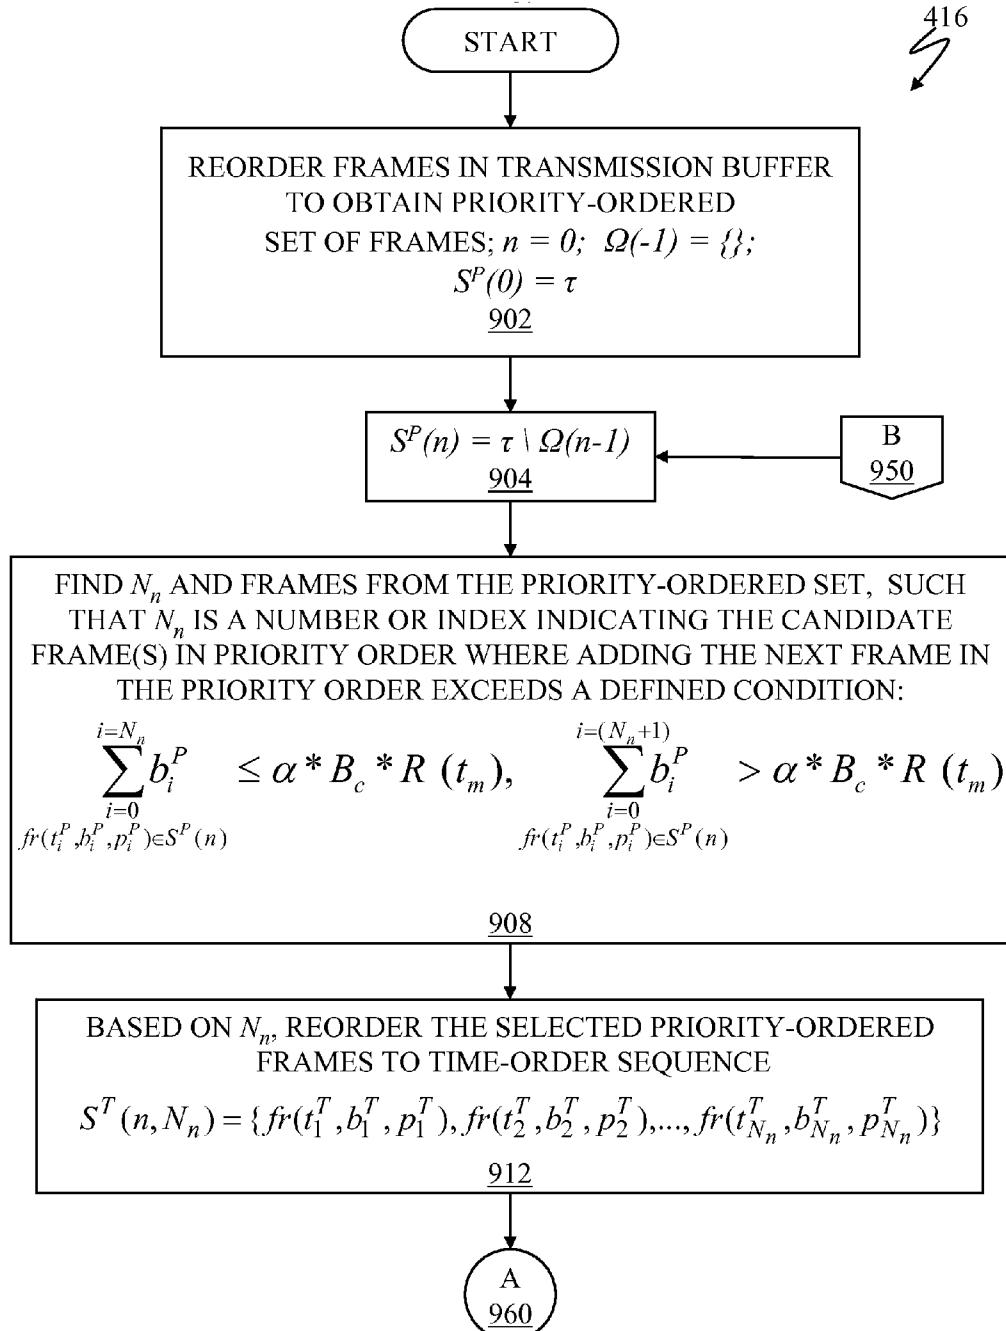 START
416
REORDER FRAMES IN TRANSMISSION BUFFER
TO OBTAIN PRIORITY-ORDERED
SET OF FRAMES; n = 0; Ω(-1) = {};
S^P(0) = τ
902
S^P(n) = τ \ Ω(n-1)
904
B
950
FIND N_n AND FRAMES FROM THE PRIORITY-ORDERED SET, SUCH
THAT N_n IS A NUMBER OR INDEX INDICATING THE CANDIDATE
FRAME(S) IN PRIORITY ORDER WHERE ADDING THE NEXT FRAME IN
THE PRIORITY ORDER EXCEEDS A DEFINED CONDITION:
i=N_n i=(N_n+1)
∑ b_i^P ≤ α * B_c * R (t_m), ∑ b_i^P > α * B_c * R (t_m)
i=0 i=0
fr(t_i^P,b_i^P,p_i^P)∈S^P(n) fr(t_i^P,b_i^P,p_i^P)∈S^P(n)
908
BASED ON N_n, REORDER THE SELECTED PRIORITY-ORDERED
FRAMES TO TIME-ORDER SEQUENCE
S^T(n,N_n) = {fr(t_1^T,b_1^T,p_1^T),fr(t_2^T,b_2^T,p_2^T),...,fr(t_{N_n}^T,b_{N_n}^T,p_{N_n}^T)}
912
A
960